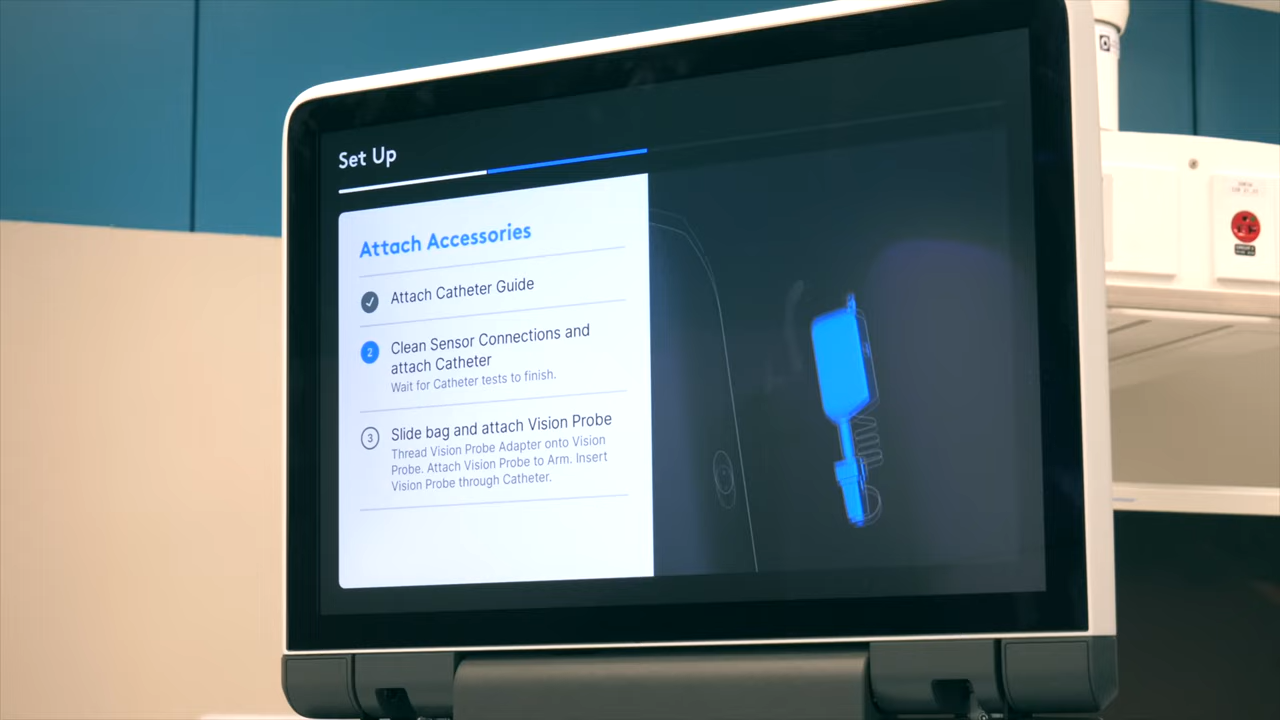 Set Up
Attach Accessories
Attach Catheter Guide
2
Clean Sensor Connections and
attach Catheter
Wait for Catheter tests to finish.
3
Slide bag and attach Vision Probe
Thread Vision Probe Adapter onto Vision
Probe. Attach Vision Probe to Arm. Insert
Vision Probe through Catheter.